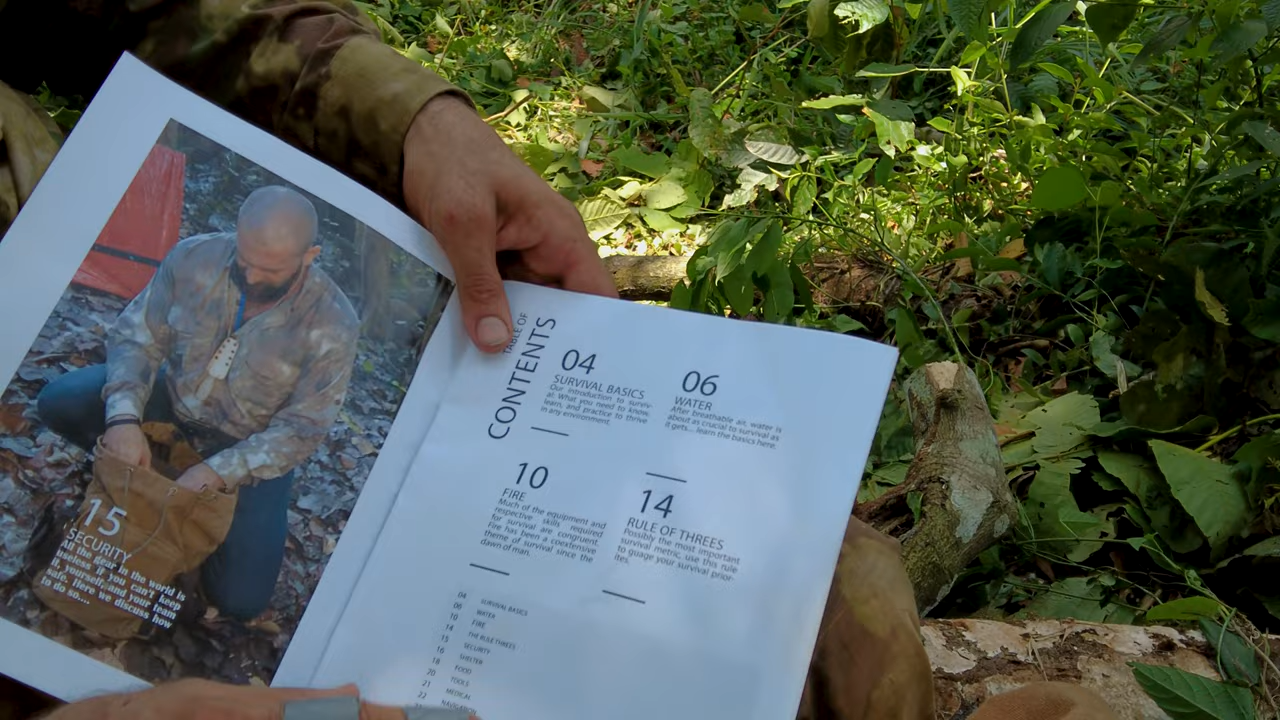 15
SECURITY
All the gear in the world is
useless if you can't keep
it, yourself, and your team
safe. Here we discuss how
to do so....
TABLE OF
CONTENTS
04
SURVIVAL BASICS
Our introduction to surviv-
al. What you need to know,
learn, and practice to thrive
in any environment.
06
WATER
After breathable air, water is
about as crucial to survival as
it gets... learn the basics here.
10
FIRE
Much of the equipment and
respective skills required
for survival are congruent.
Fire has been a coextensive
theme of survival since the
dawn of man.
14
RULE OF THREES
Possibly the most important
survival metric, use this rule
to guage your survival prior-
ites.
04 SURVIVAL BASICS
06 WATER
10 FIRE
14 THE RULE THREES
15 SECURITY
16 SHELTER
18 FOOD
20 TOOLS
21 MEDICAL
22 NAVIGATION